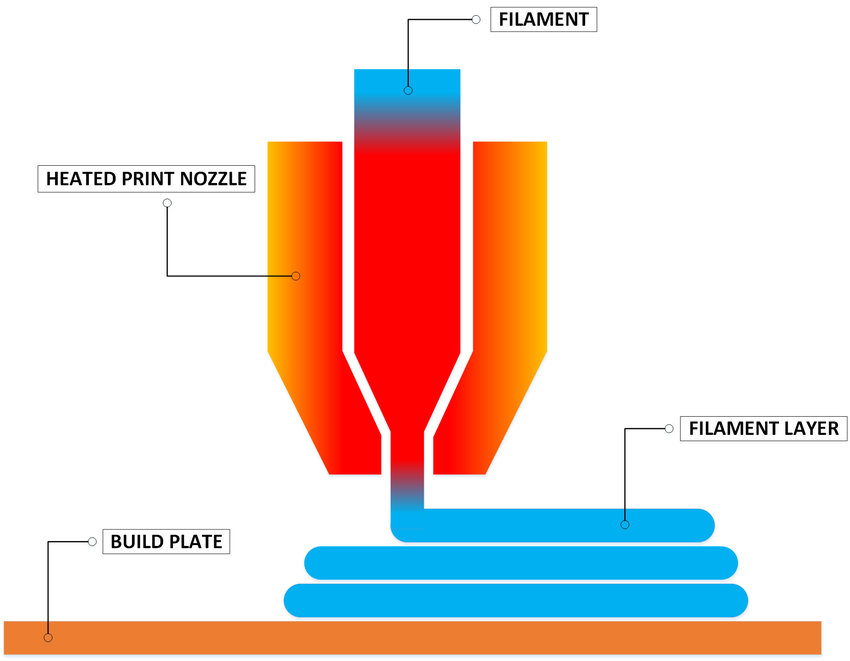 FILAMENT
HEATED PRINT NOZZLE
FILAMENT LAYER
BUILD PLATE